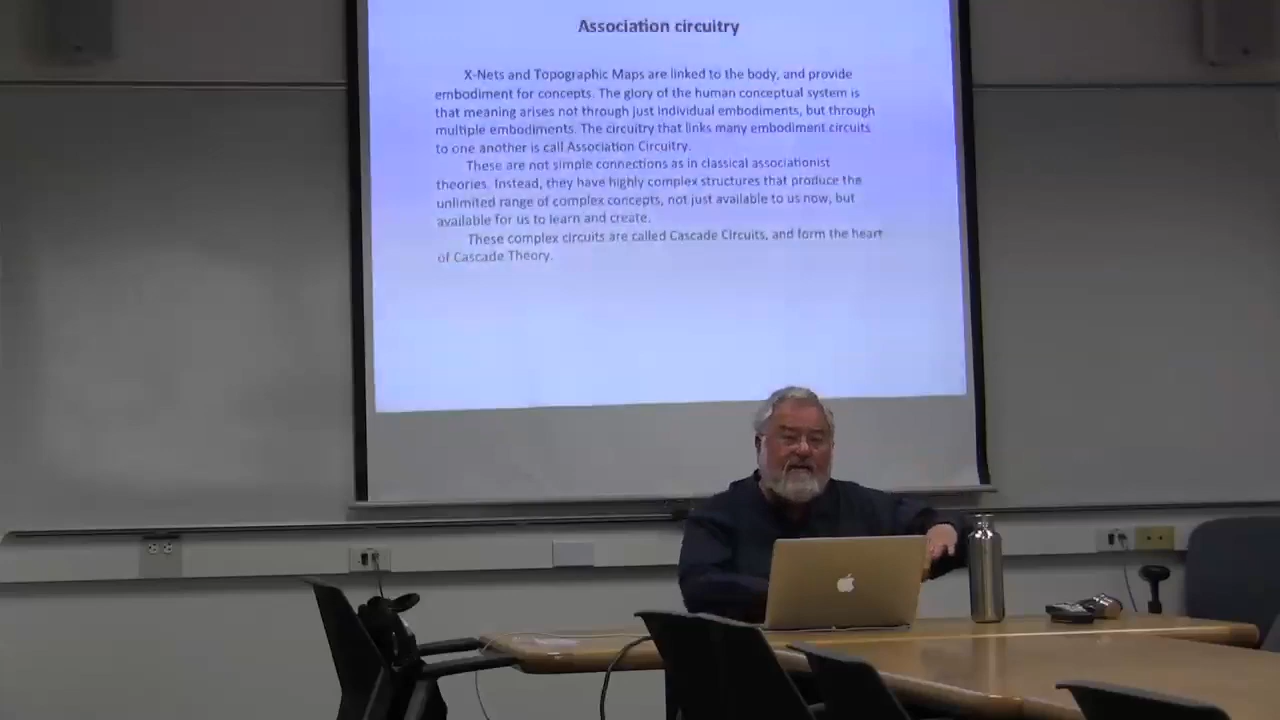 Association circuitry
X-Nets and Topographic Maps are linked to the body, and provide
embodiment for concepts. The glory of the human conceptual system is
that meaning arises not through just individual embodiments, but through
multiple embodiments. The circuitry that links many embodiment circuits
to one another is call Association Circuitry.
These are not simple connections as in classical associationist
theories. Instead, they have highly complex structures that produce the
unlimited range of complex concepts, not just available to us now, but
available for us to learn and create.
These complex circuits are called Cascade Circuits, and form the heart
of Cascade Theory.